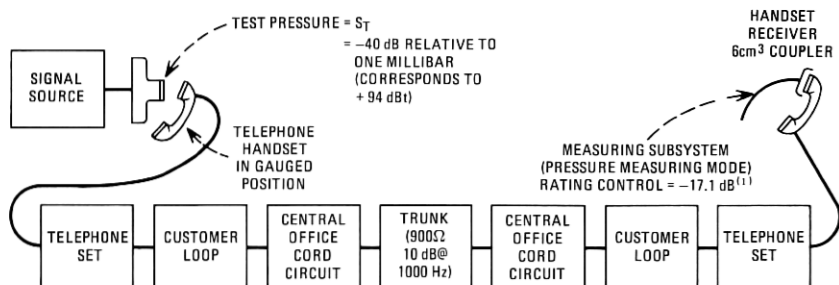 TEST PRESSURE = S_T
= −40 dB RELATIVE TO
ONE MILLIBAR
(CORRESPONDS TO
+ 94 dBt)
HANDSET
RECEIVER
6cm³ COUPLER
SIGNAL
SOURCE
TELEPHONE
HANDSET
IN GAUGED
POSITION
MEASURING SUBSYSTEM
(PRESSURE MEASURING MODE)
RATING CONTROL = −17.1 dB⁽¹⁾
TELEPHONE
SET
CUSTOMER
LOOP
CENTRAL
OFFICE
CORD
CIRCUIT
TRUNK
(900Ω
10 dB@
1000 Hz)
CENTRAL
OFFICE
CORD
CIRCUIT
CUSTOMER
LOOP
TELEPHONE
SET